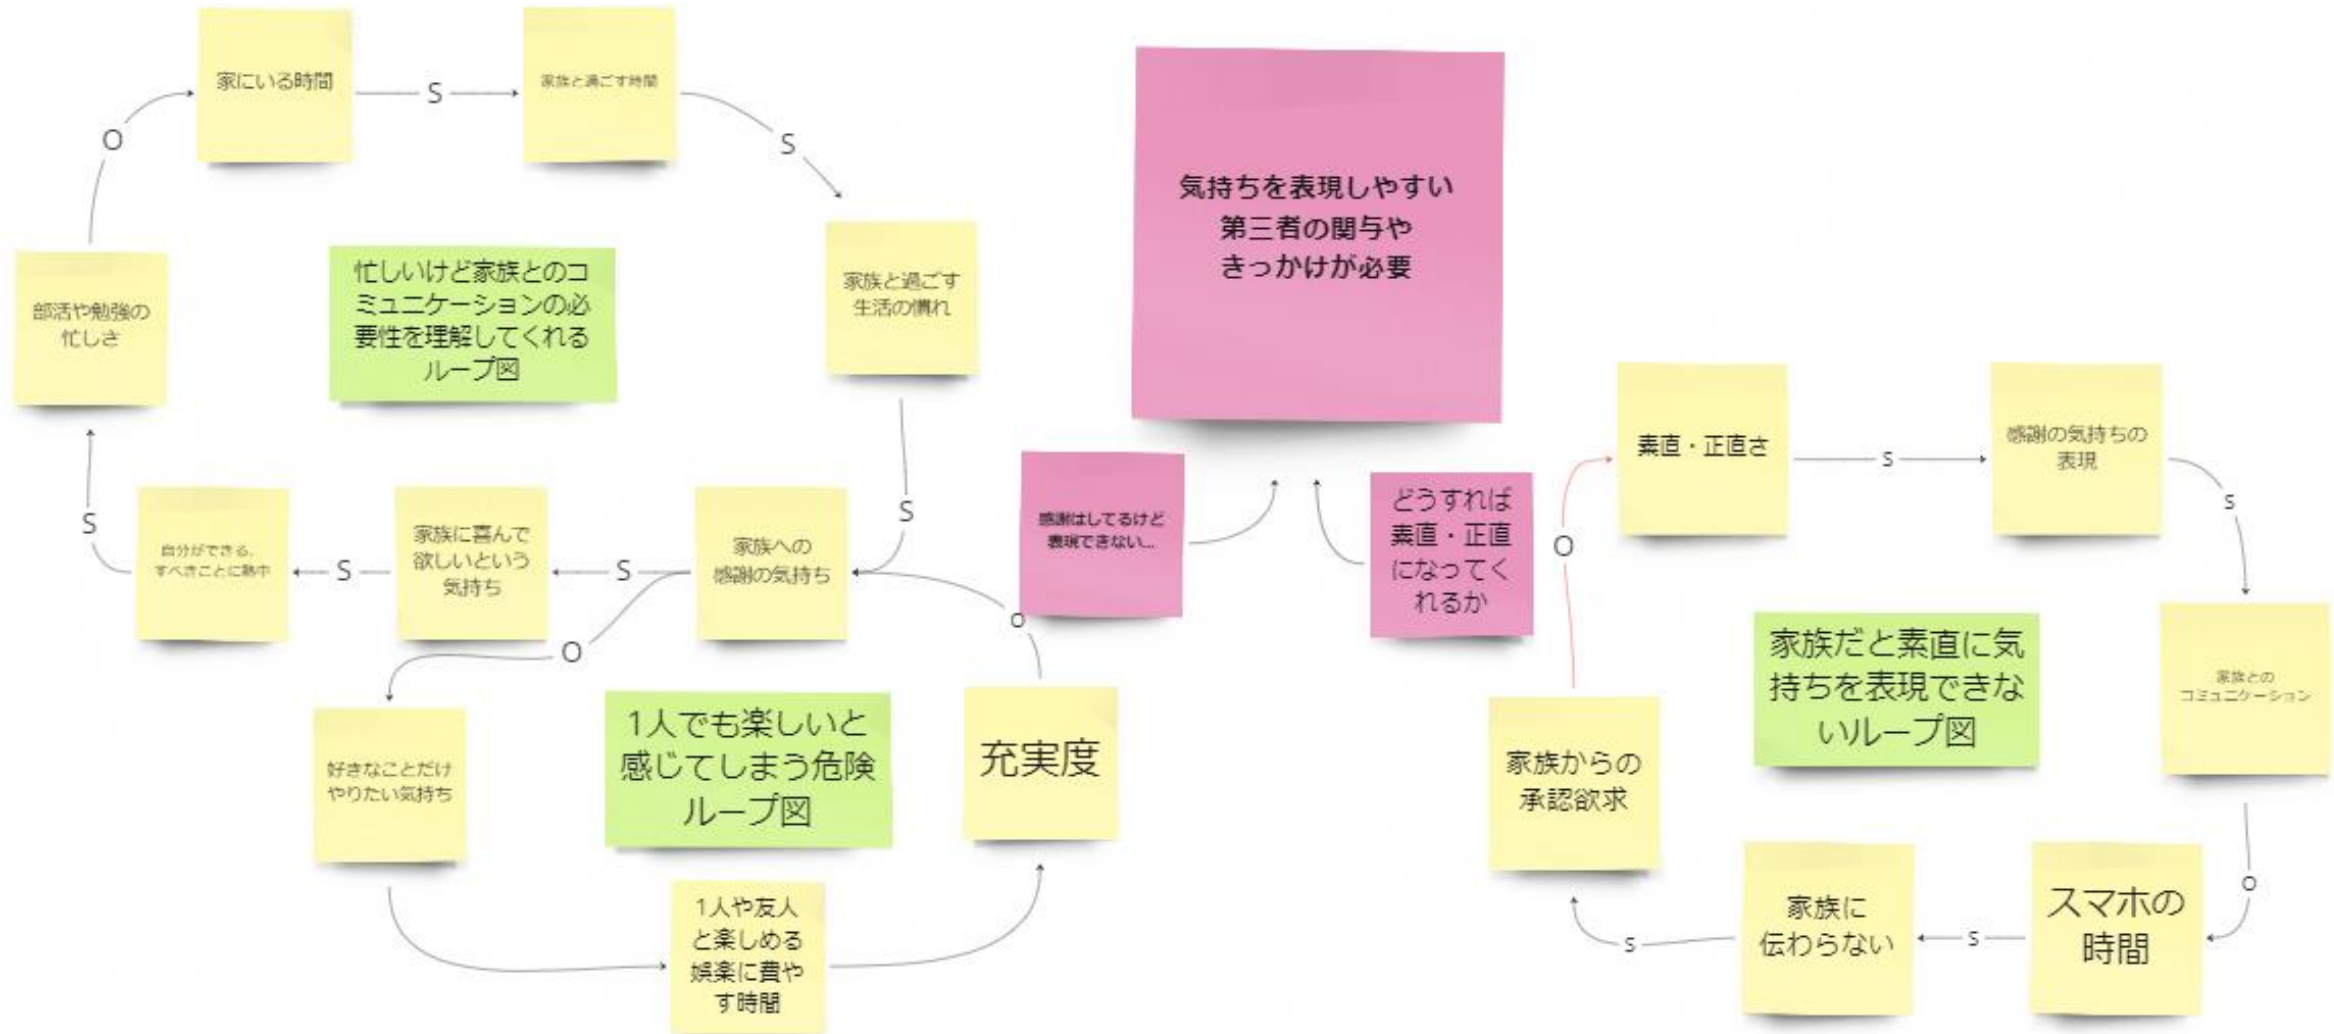 家にいる時間
S
家族と過ごす時間
S
O
気持ちを表現しやすい
第三者の関与や
きっかけが必要
家族と過ごす
生活の慣れ
部活や勉強の
忙しさ
忙しいけど家族とのコ
ミュニケーションの必
要性を理解してくれる
ループ図
S
S
自分ができる、
すべきことに熱中
S
家族に喜んで
欲しいという
気持ち
S
家族への
感謝の気持ち
O
o
感謝はしてるけど
表現できない...
どうすれば
素直・正直
になってく
れるか
好きなことだけ
やりたい気持ち
1人でも楽しいと
感じてしまう危険
ループ図
充実度
1人や友人
と楽しめる
娯楽に費や
す時間
素直・正直さ
s
感謝の気持ちの
表現
s
O
家族だと素直に気
持ちを表現できな
いループ図
家族との
コミュニケーション
家族からの
承認欲求
o
s
家族に
伝わらない
s
スマホの
時間